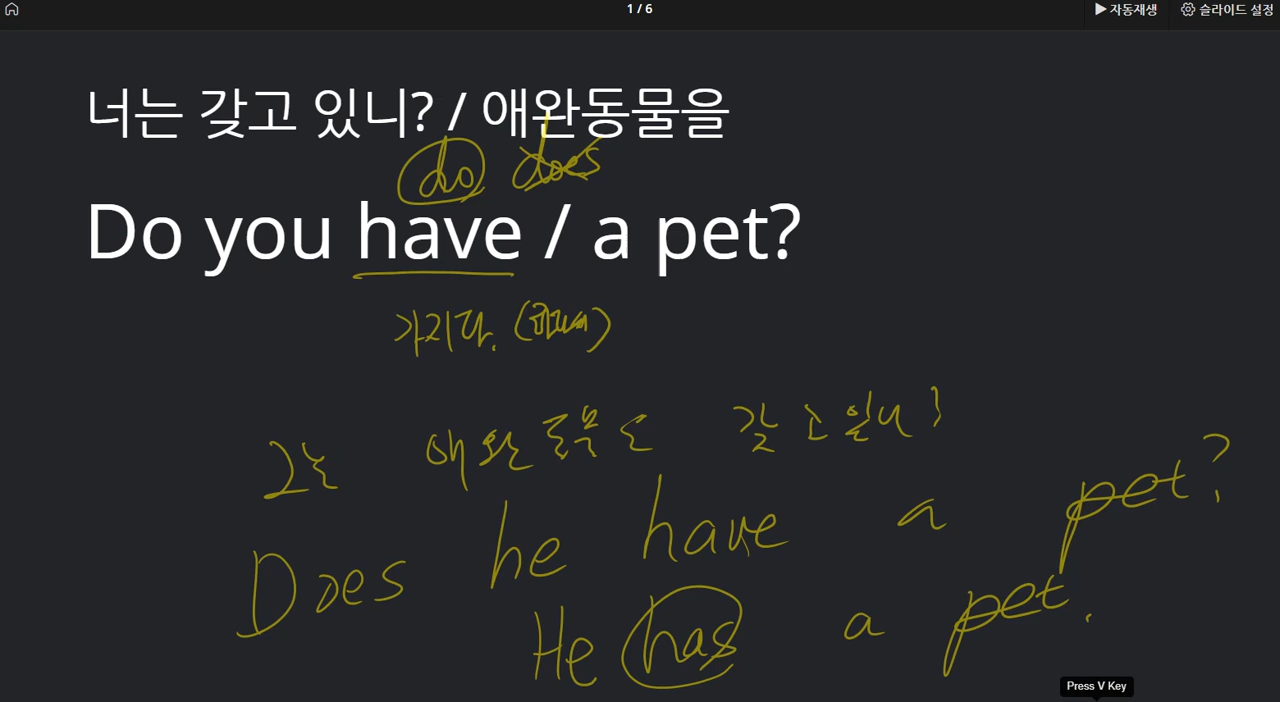 1 / 6
▶ 자동재생
슬라이드 설정
너는 갖고 있니? / 애완동물을
do does
Do you have / a pet?
가지다.
그는 애완동물을 갖고있니?
Does he have a pet?
He has a pet.
Press V Key